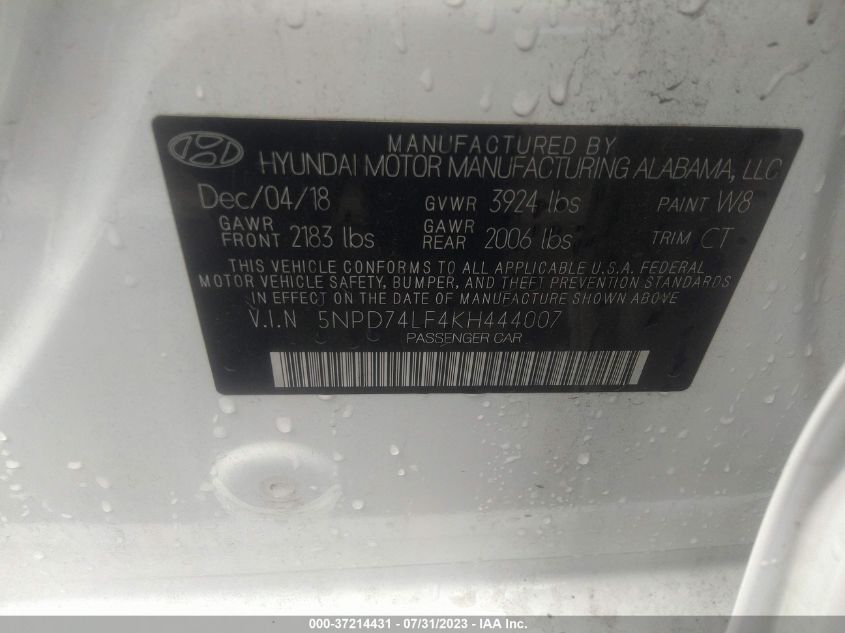 MANUFACTURED BY
HYUNDAI MOTOR MANUFACTURING ALABAMA, LLC
Dec/04/18 GVWR 3924 lbs PAINT W8
GAWR FRONT 2183 lbs GAWR REAR 2006 lbs TRIM CT
THIS VEHICLE CONFORMS TO ALL APPLICABLE U.S.A. FEDERAL
MOTOR VEHICLE SAFETY, BUMPER, AND THEFT PREVENTION STANDARDS
IN EFFECT ON THE DATE OF MANUFACTURE SHOWN ABOVE
V.I.N 5NPD74LF4KH444007
PASSENGER CAR
000-37214431 - 07/31/2023 - IAA Inc.